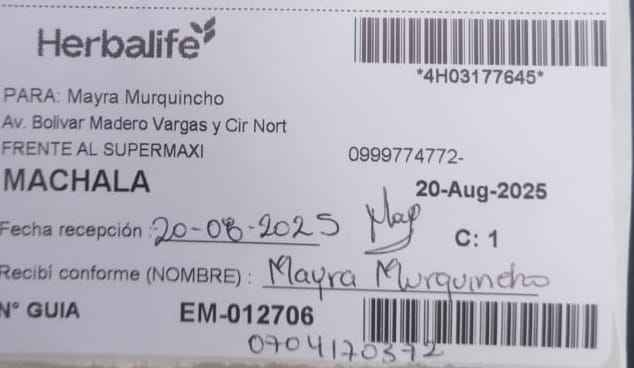 Herbalife
*4H03177645*
PARA: Mayra Murquincho
Av. Bolivar Madero Vargas y Cir Nort
FRENTE AL SUPERMAXI 0999774772-
MACHALA 20-Aug-2025
Fecha recepción : 20-08-2025 C: 1
Recibí conforme (NOMBRE) : Mayra Murquincho
N° GUIA EM-012706
0704170372